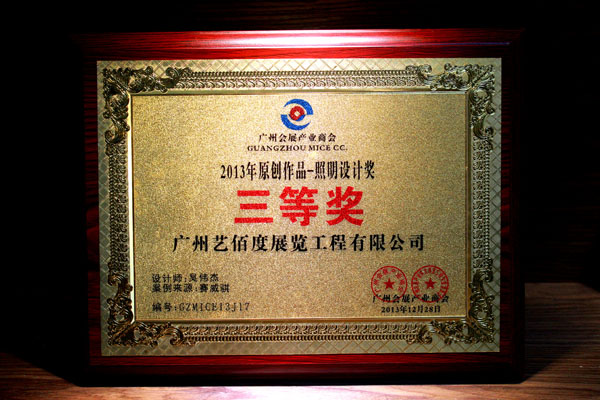 广州会展产业商会
GUANGZHOU MICE CC.
2013年原创作品-照明设计奖
三等奖
广州艺佰度展览工程有限公司
设计师:吴伟杰
案例来源:赛威骐
编号:GZMICE13J17
广州会展产业商会
2013年12月28日